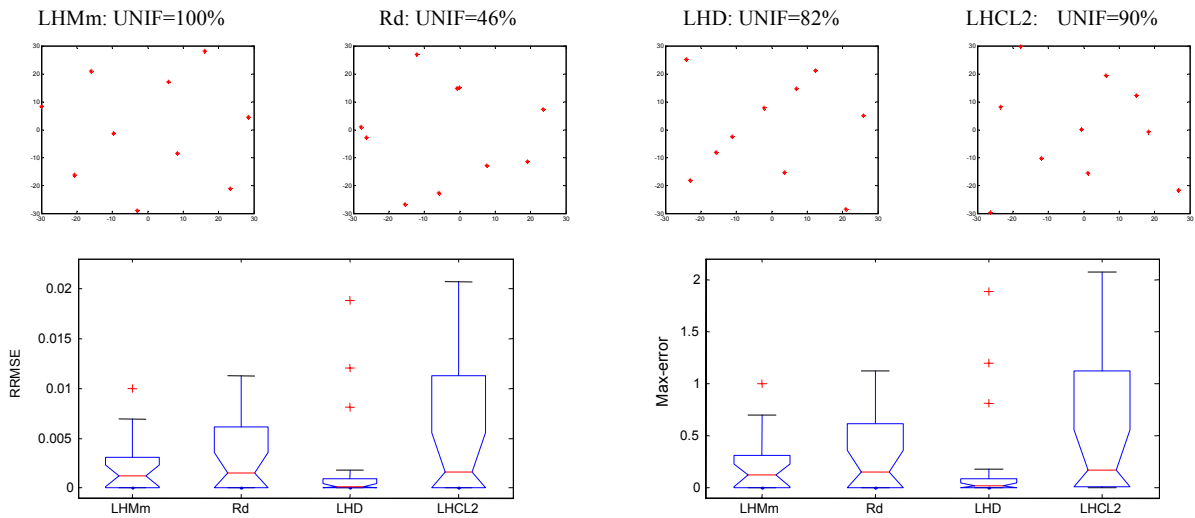 LHMm: UNIF=100% Rd: UNIF=46% LHD: UNIF=82% LHCL2: UNIF=90%
30 30 30 30
20 20 20 20
10 10 10 10
0 0 0 0
-10 -10 -10 -10
-20 -20 -20 -20
-30 -30 -30 -30
-30 -20 -10 0 10 20 30 -30 -20 -10 0 10 20 30 -30 -20 -10 0 10 20 30 -30 -20 -10 0 10 20 30
RRMSE
0.02
0.015
0.01
0.005
0
LHMm Rd LHD LHCL2
Max-error
2
1.5
1
0.5
0
LHMm Rd LHD LHCL2